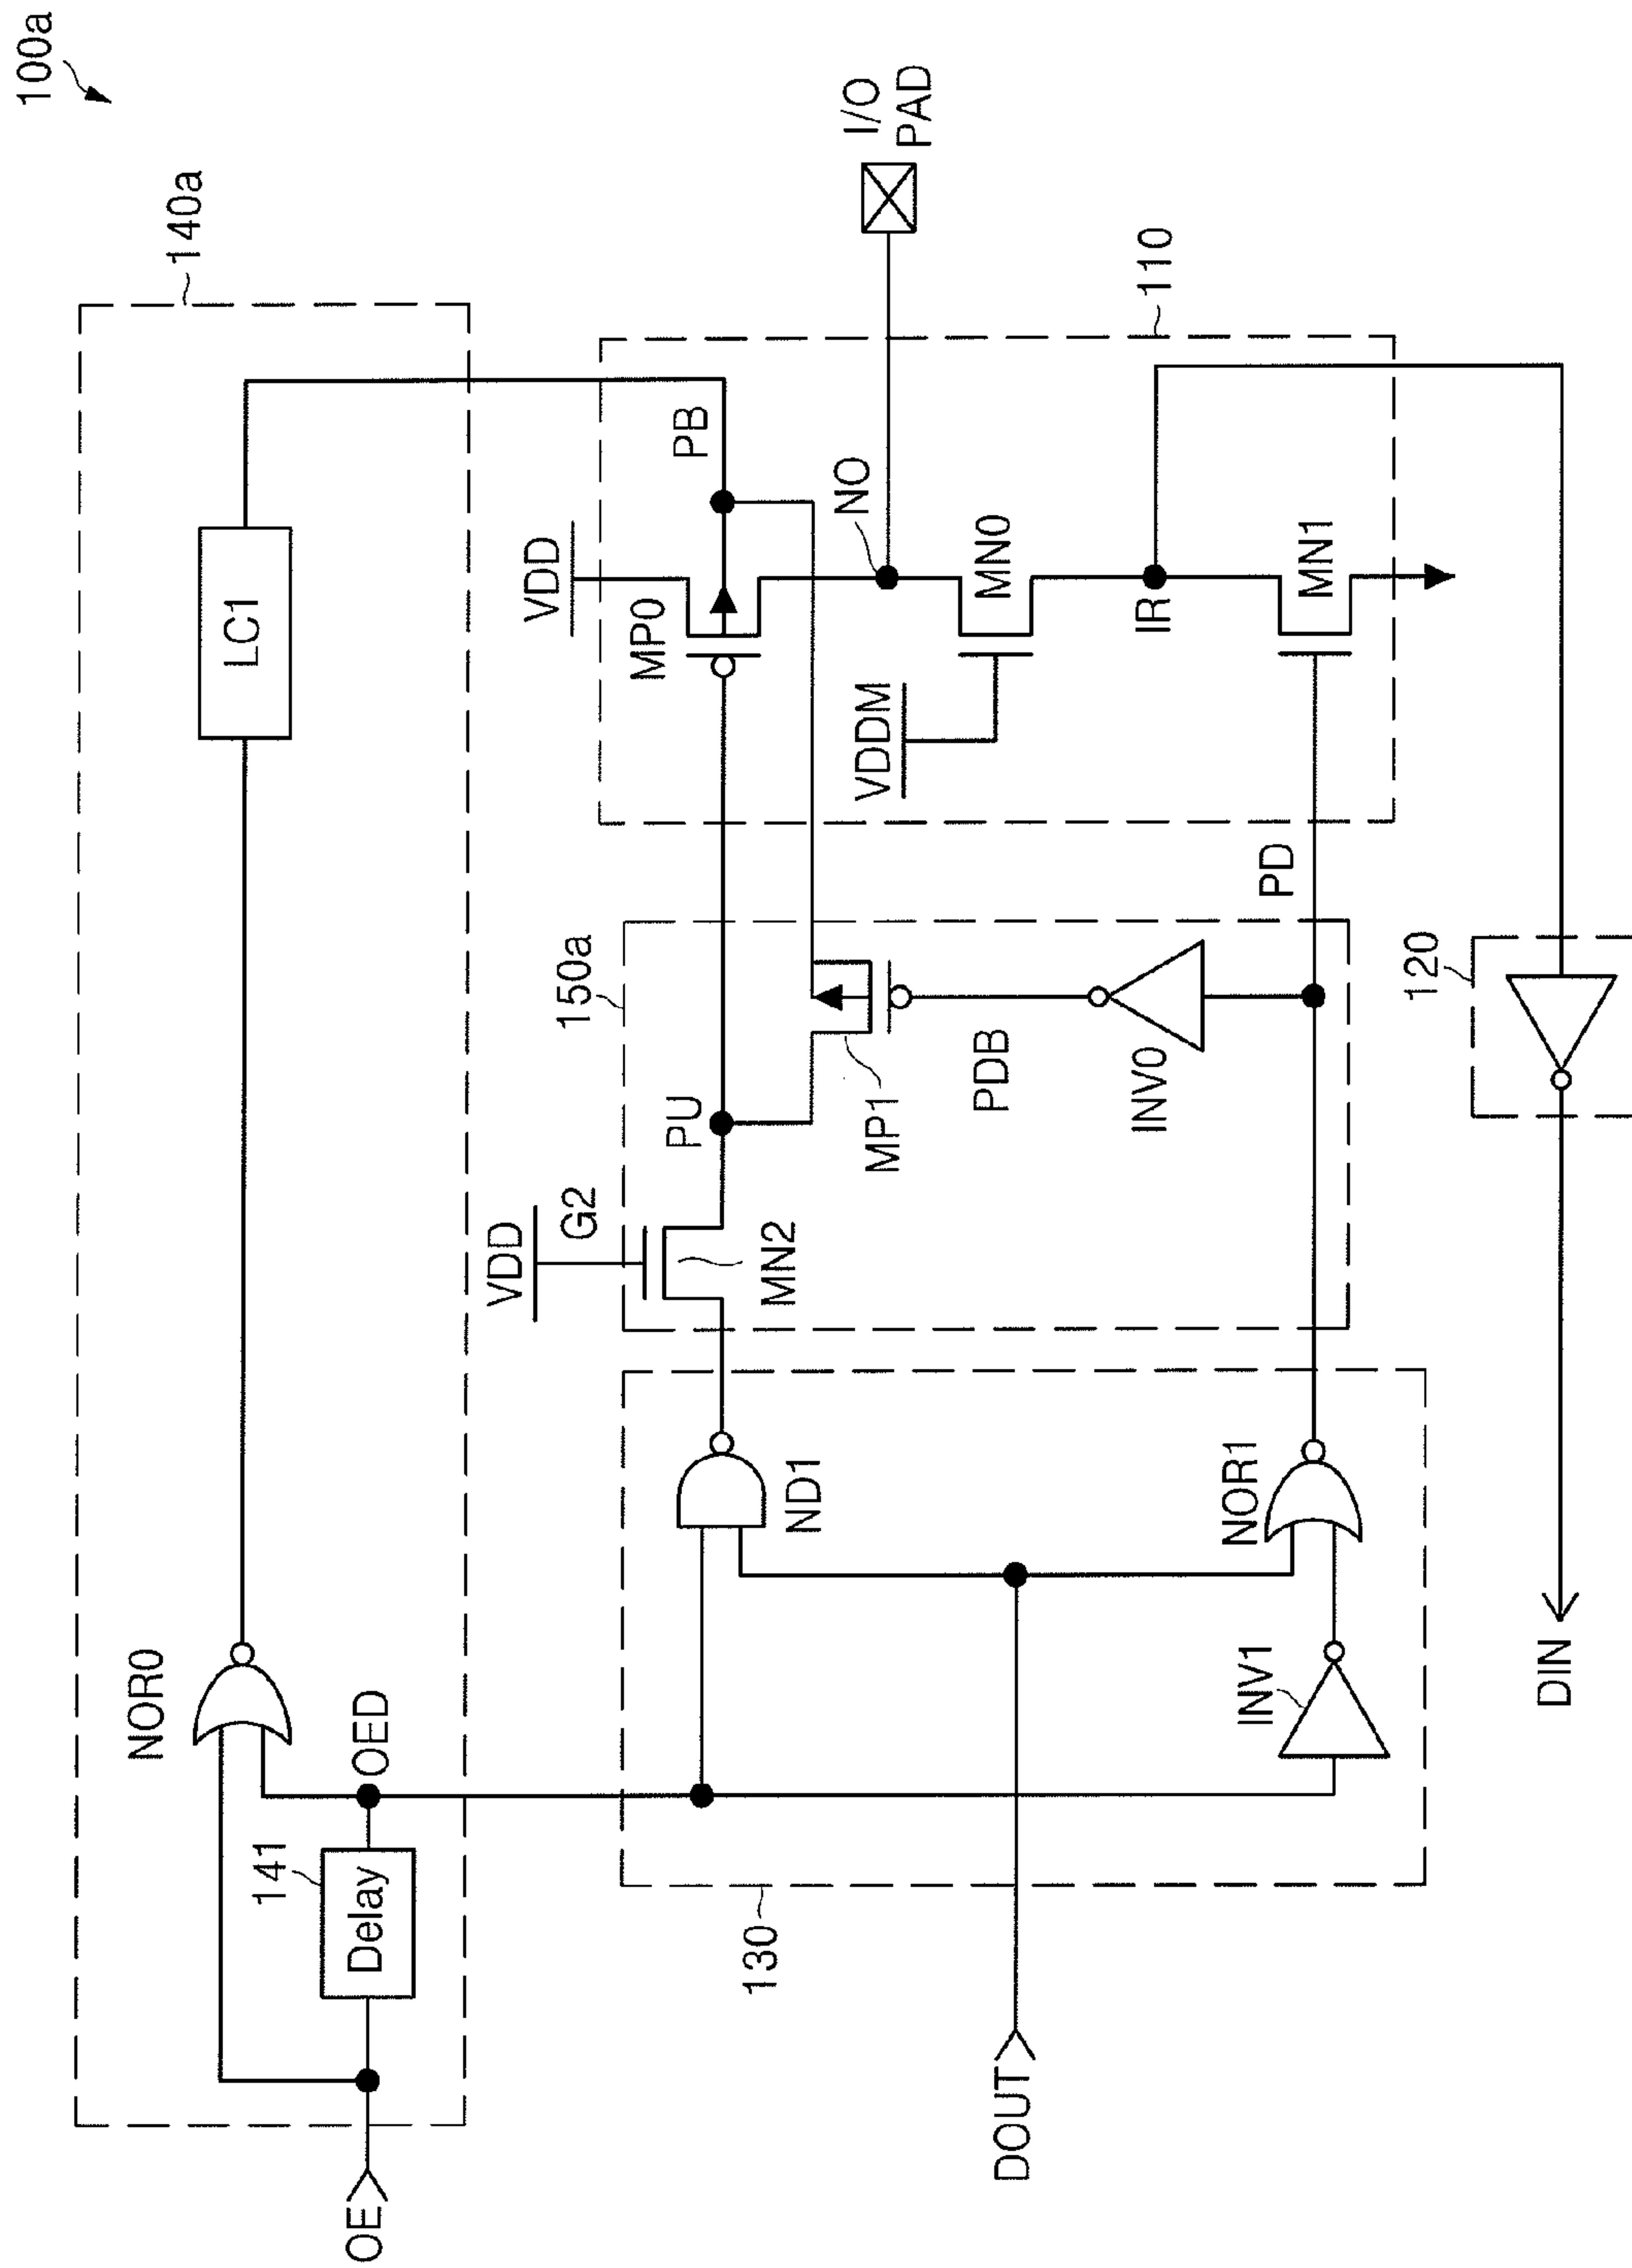 100a
140a
NOR0
LC1
141
Delay
OED
OE
VDD
G2
VDD
150a
PU
MP0
PB
I/O
PAD
NO
MN2
MP1
VDDM
MN0
110
130
ND1
PDB
INV0
IR
MN1
DOUT
NOR1
INV1
PD
120
DIN